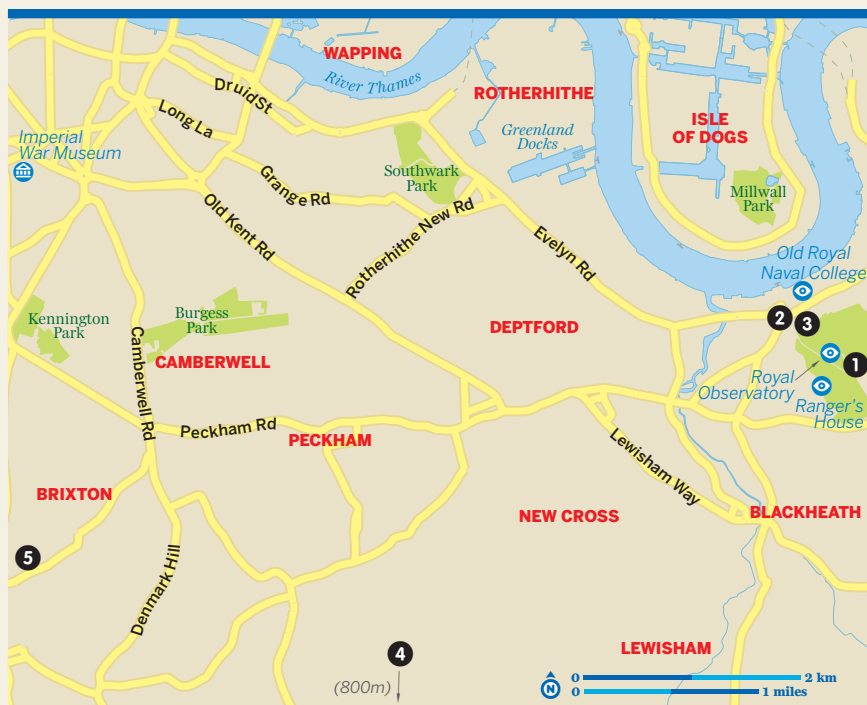 WAPPING
River Thames
ROTHERHITHE
Druid St
Long La
Greenland
Docks
ISLE
OF DOGS
Imperial
War Museum
Southwark
Park
Grange Rd
Millwall
Park
Old Kent Rd
Rotherhithe New Rd
Evelyn Rd
Old Royal
Naval College
Kennington
Park
Burgess
Park
DEPTFORD
2
3
CAMBERWELL
Camberwell Rd
1
Royal
Observatory
Ranger's
House
Peckham Rd
PECKHAM
Lewisham Way
BRIXTON
NEW CROSS
BLACKHEATH
5
Denmark Hill
4
LEWISHAM
(800m)
N
0 2 km
0 1 miles